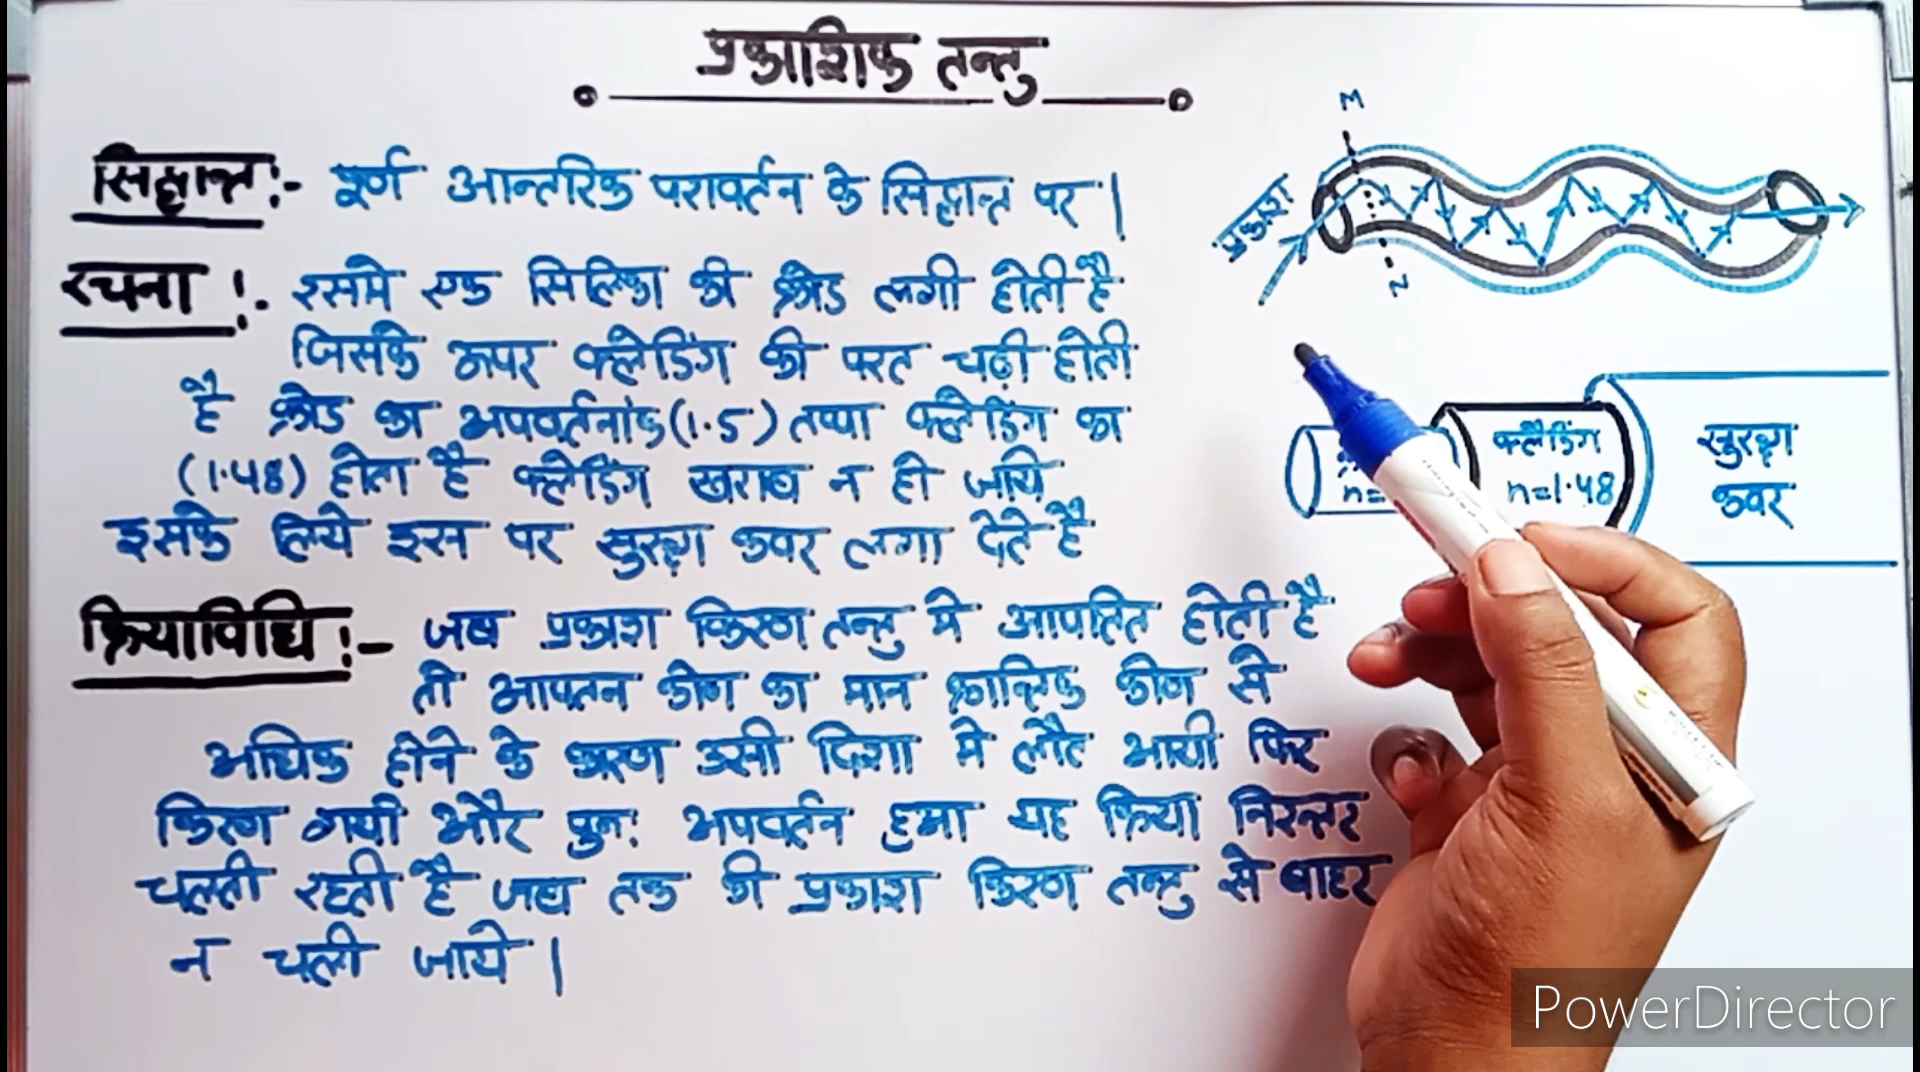 प्रकाशिक तन्तु
सिद्धान्त :- पूर्ण आन्तरिक परावर्तन के सिद्धान्त पर |
रचना :- इसमे एक सिलिका की क्रोड लगी होती है
जिसके ऊपर क्लेडिंग की परत चढ़ी होती
है क्रोड का अपवर्तनांक (1.5) तथा क्लैडिंग का
(1.48) होता है क्लेडिंग खराब न हो जाये
इसके लिये इस पर सुरक्षा कवर लगा देते है
क्रियाविधि :- जब प्रकाश किरण तन्तु मे आपतित होती है
तो आपतन कोण का मान क्रान्तिक कोण से
अधिक होने के कारण उसी दिशा मे लौट आयी फिर
किरण गयी और पुनः अपवर्तन हुआ यह क्रिया निरन्तर
चलती रहती है जब तक की प्रकाश किरण तन्तु से बाहर
न चली जाये |
M
प्रकाश
N
n=
क्लैडिंग
n=1.48
सुरक्षा
कवर
PowerDirector